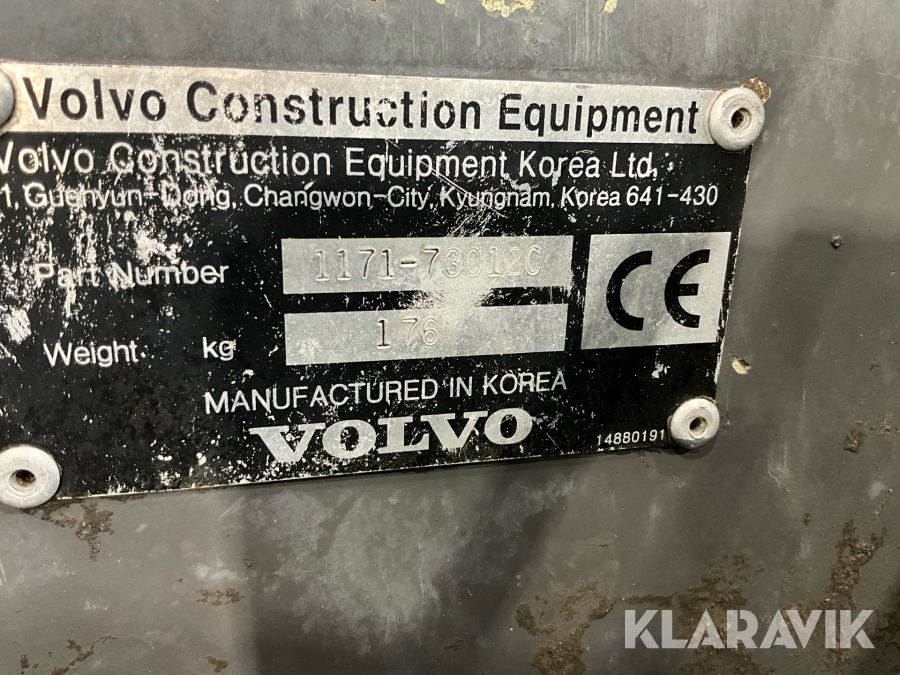 KLARAVIK
Volvo Construction Equipment
Volvo Construction Equipment Korea Ltd.
1, Guenyun-Dong, Changwon-City, Kyungnam, Korea 641-430
Part Number 1171-73012C
CE
Weight kg 176
MANUFACTURED IN KOREA
VOLVO
14880191
KLARAVIK